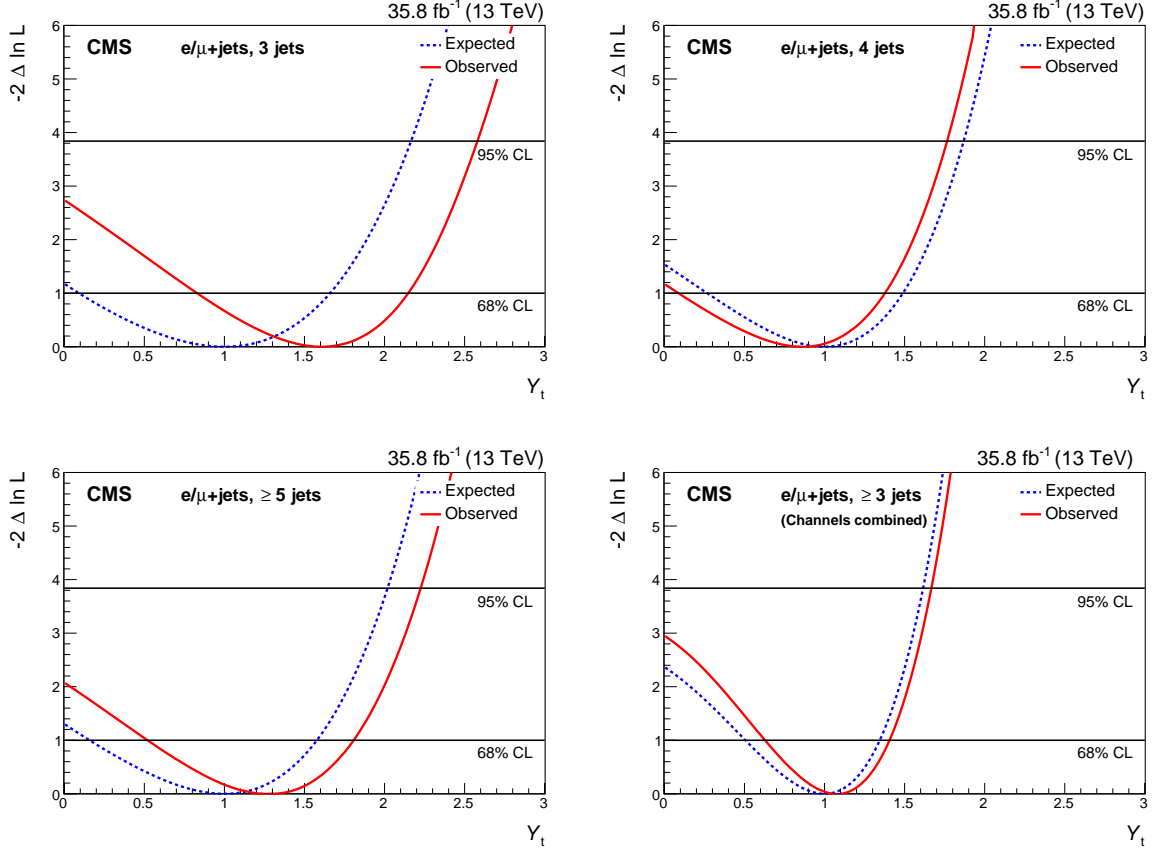 35.8 fb⁻¹ (13 TeV)
CMS e/μ+jets, 3 jets
Expected
Observed
-2 Δ ln L
6
5
4
3
2
1
0
95% CL
68% CL
0 0.5 1 1.5 2 2.5 3
Yt
35.8 fb⁻¹ (13 TeV)
CMS e/μ+jets, 4 jets
Expected
Observed
-2 Δ ln L
6
5
4
3
2
1
0
95% CL
68% CL
0 0.5 1 1.5 2 2.5 3
Yt
35.8 fb⁻¹ (13 TeV)
CMS e/μ+jets, ≥ 5 jets
Expected
Observed
-2 Δ ln L
6
5
4
3
2
1
0
95% CL
68% CL
0 0.5 1 1.5 2 2.5 3
Yt
35.8 fb⁻¹ (13 TeV)
CMS e/μ+jets, ≥ 3 jets
(Channels combined)
Expected
Observed
-2 Δ ln L
6
5
4
3
2
1
0
95% CL
68% CL
0 0.5 1 1.5 2 2.5 3
Yt